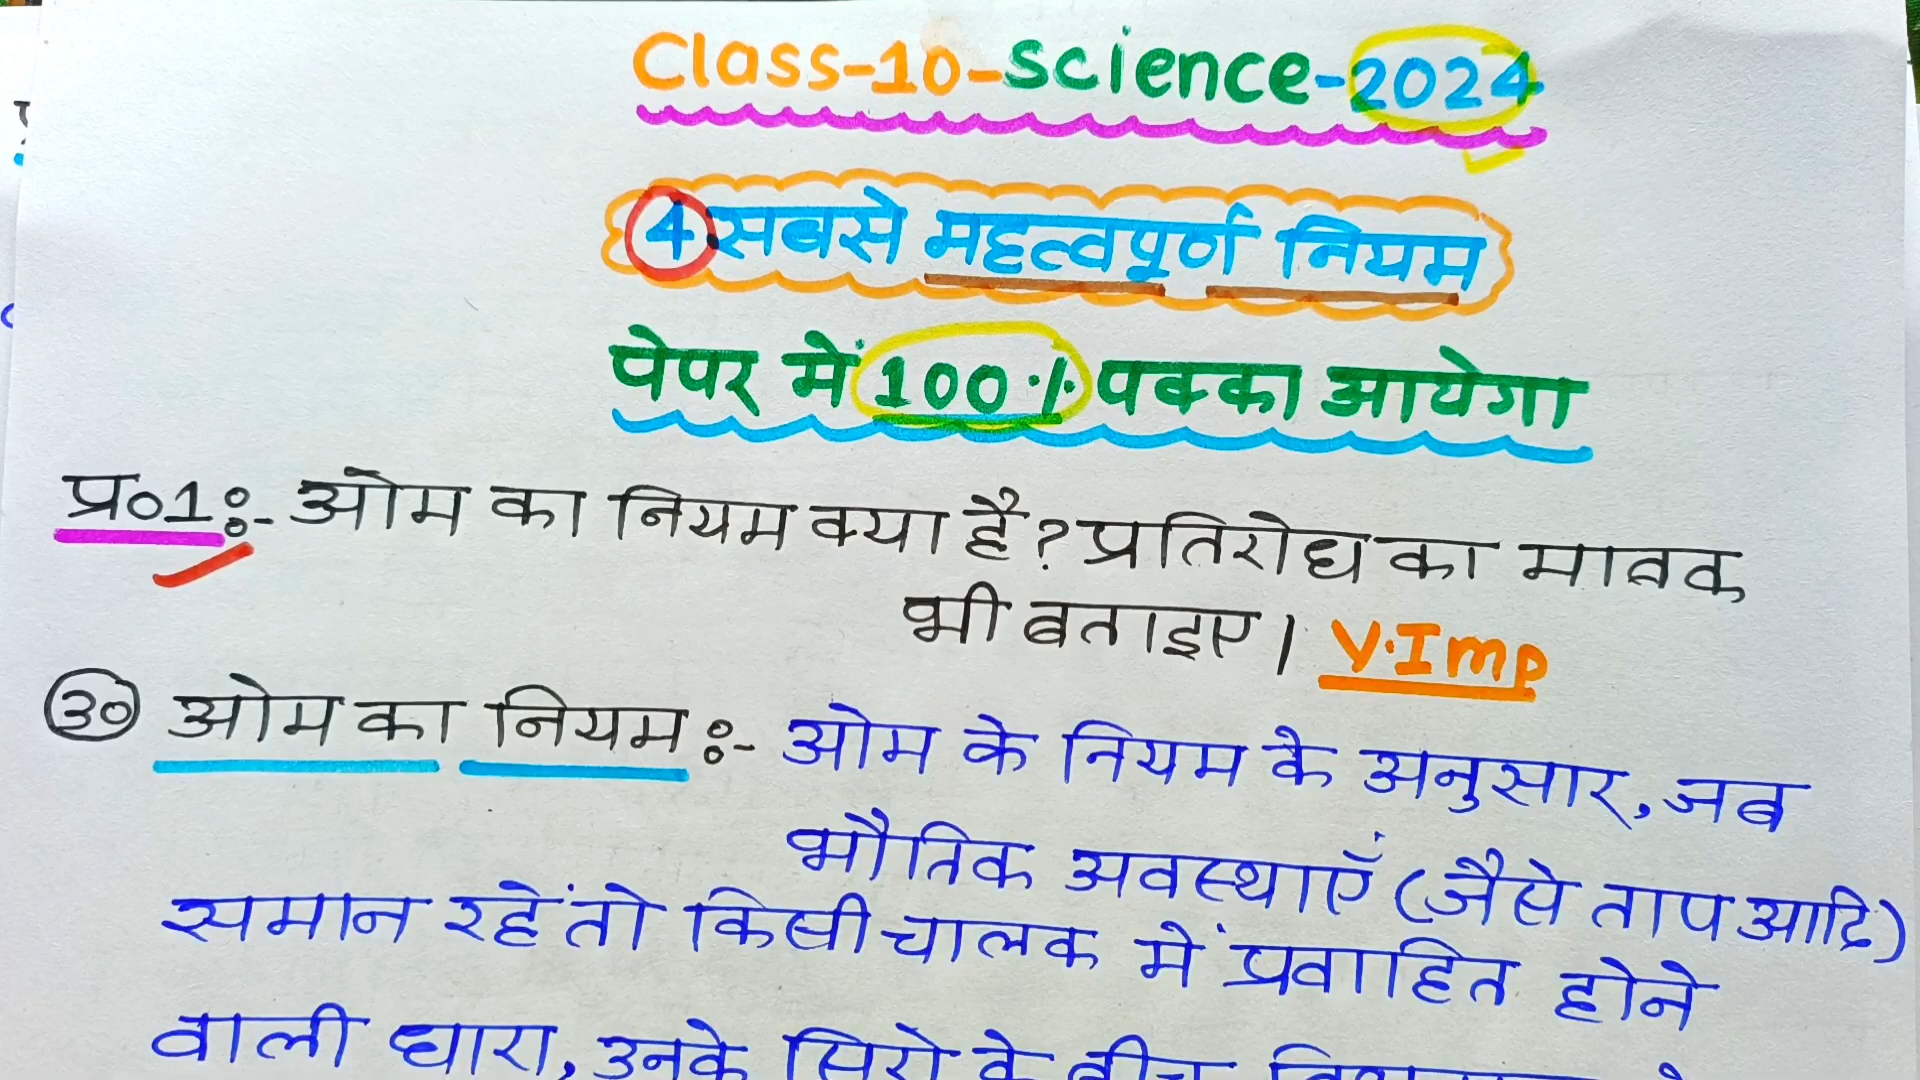 Class-10-science-2024
4 सबसे महत्वपूर्ण नियम
पेपर में 100% पक्का आयेगा
प्र०1:- ओम का नियम क्या है? प्रतिरोध का मात्रक
भी बताइए। V.Imp
उ० ओम का नियम:- ओम के नियम के अनुसार, जब
भौतिक अवस्थाएँ (जैसे ताप आदि)
समान रहें तो किसी चालक में प्रवाहित होने
वाली धारा, उनके सिरों के बीच